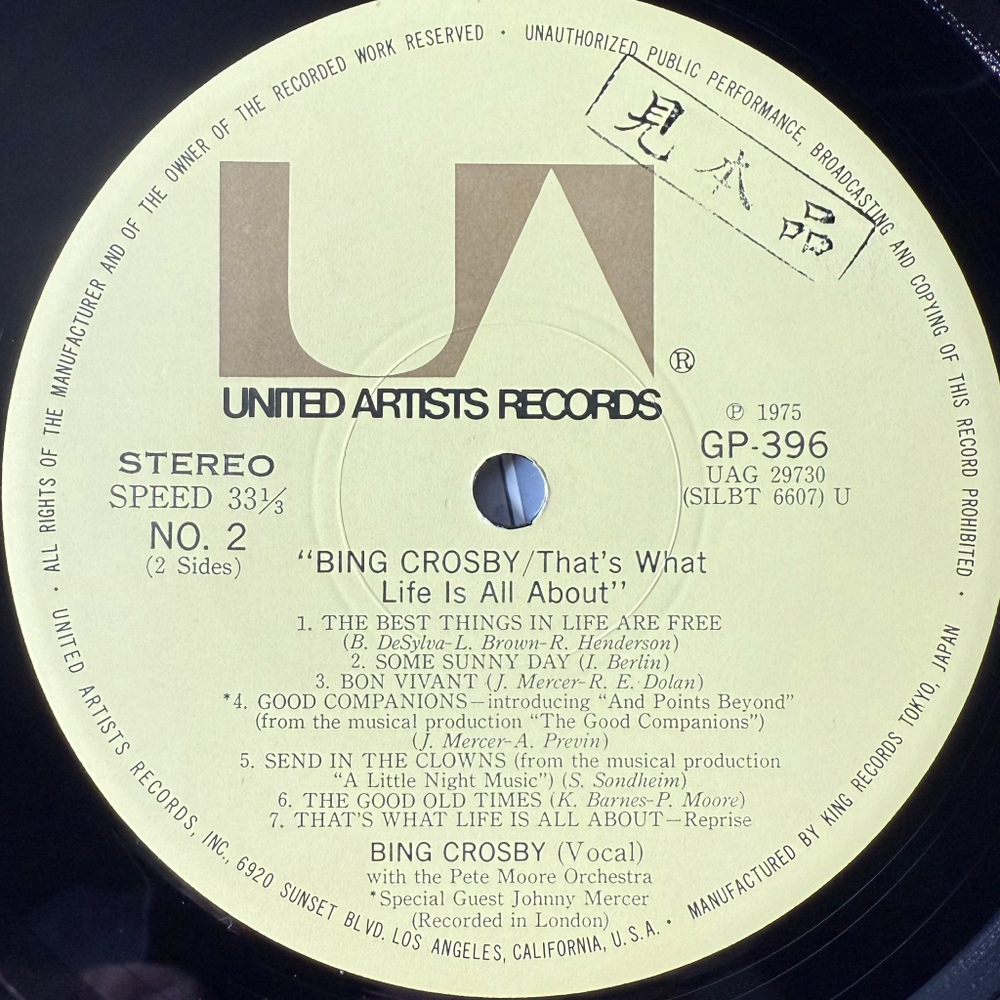 UNITED ARTISTS RECORDS, INC., 6920 SUNSET BLVD. LOS ANGELES, CALIFORNIA, U.S.A. • MANUFACTURED BY KING RECORDS TOKYO, JAPAN
• ALL RIGHTS OF THE MANUFACTURER AND OF THE OWNER OF THE RECORDED WORK RESERVED • UNAUTHORIZED PUBLIC PERFORMANCE, BROADCASTING AND COPYING OF THIS RECORD PROHIBITED •
見本品
UA ®
UNITED ARTISTS RECORDS
℗ 1975
GP-396
UAG 29730
(SILBT 6607) U
STEREO
SPEED 33⅓
NO. 2
(2 Sides)
“BING CROSBY/That's What
Life Is All About”
1. THE BEST THINGS IN LIFE ARE FREE
(B. DeSylva-L. Brown-R. Henderson)
2. SOME SUNNY DAY (I. Berlin)
3. BON VIVANT (J. Mercer-R. E. Dolan)
*4. GOOD COMPANIONS—introducing “And Points Beyond”
(from the musical production “The Good Companions”)
(J. Mercer-A. Previn)
5. SEND IN THE CLOWNS (from the musical production
“A Little Night Music”) (S. Sondheim)
6. THE GOOD OLD TIMES (K. Barnes-P. Moore)
7. THAT'S WHAT LIFE IS ALL ABOUT—Reprise
BING CROSBY (Vocal)
with the Pete Moore Orchestra
*Special Guest Johnny Mercer
(Recorded in London)